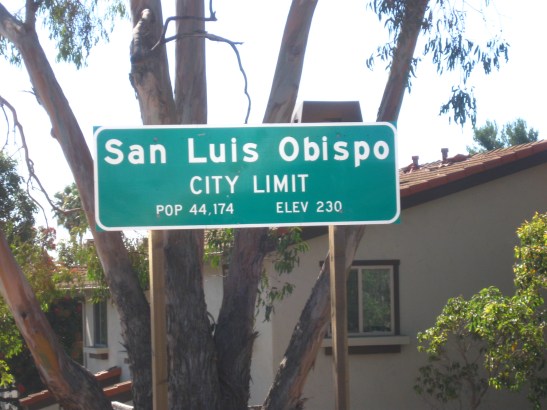 San Luis Obispo
CITY LIMIT
POP 44,174 ELEV 230